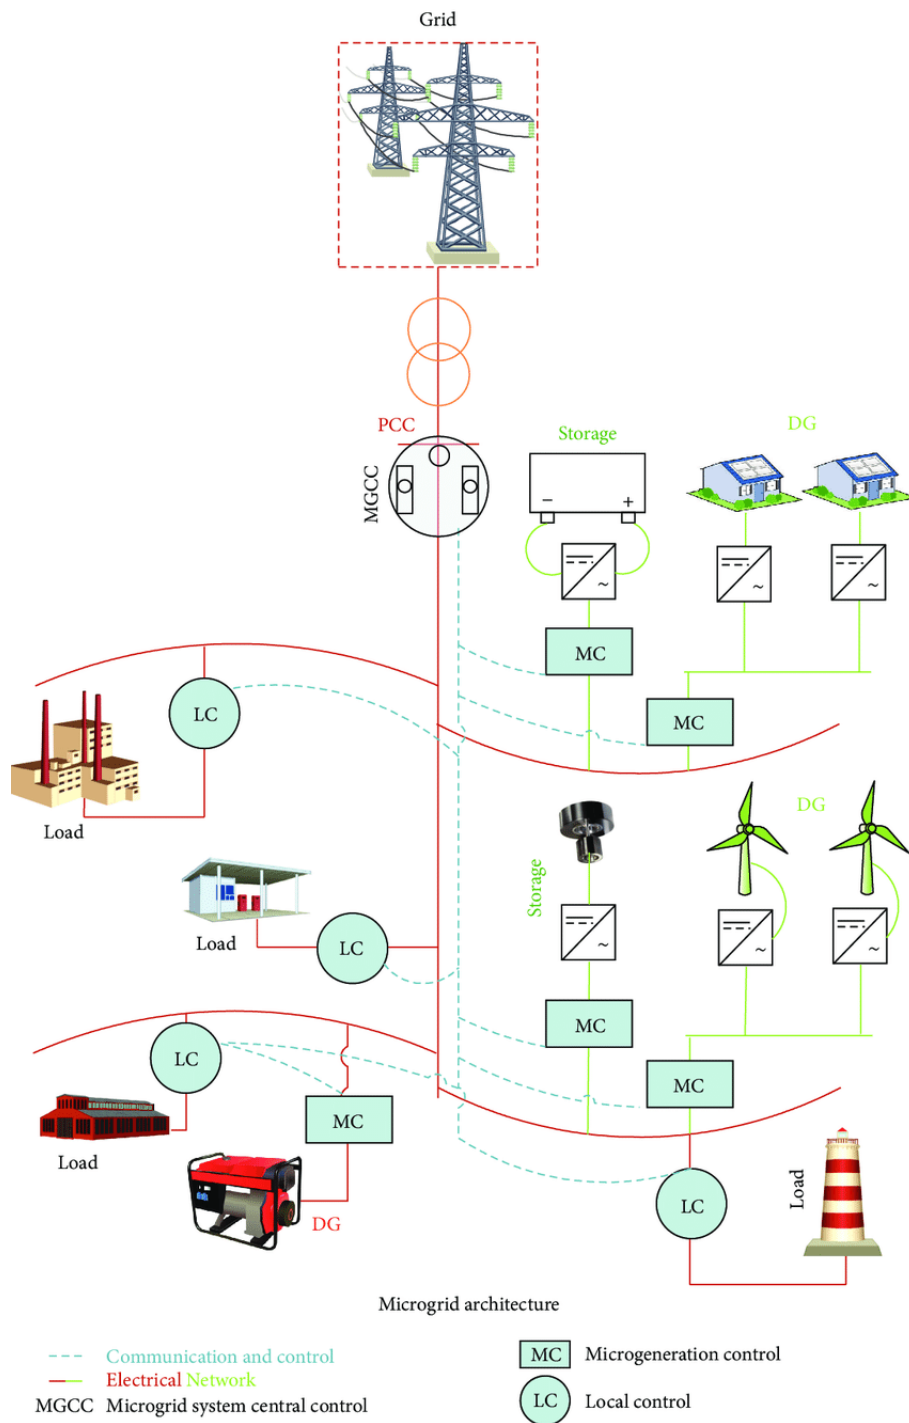 Grid
PCC
MGCC
Storage
DG
− +
~
~
~
MC
LC
MC
Load
DG
Storage
Load
LC
~
~
~
MC
LC
MC
MC
Load
DG
LC
Load
Microgrid architecture
Communication and control
Electrical Network
MGCC Microgrid system central control
MC Microgeneration control
LC Local control